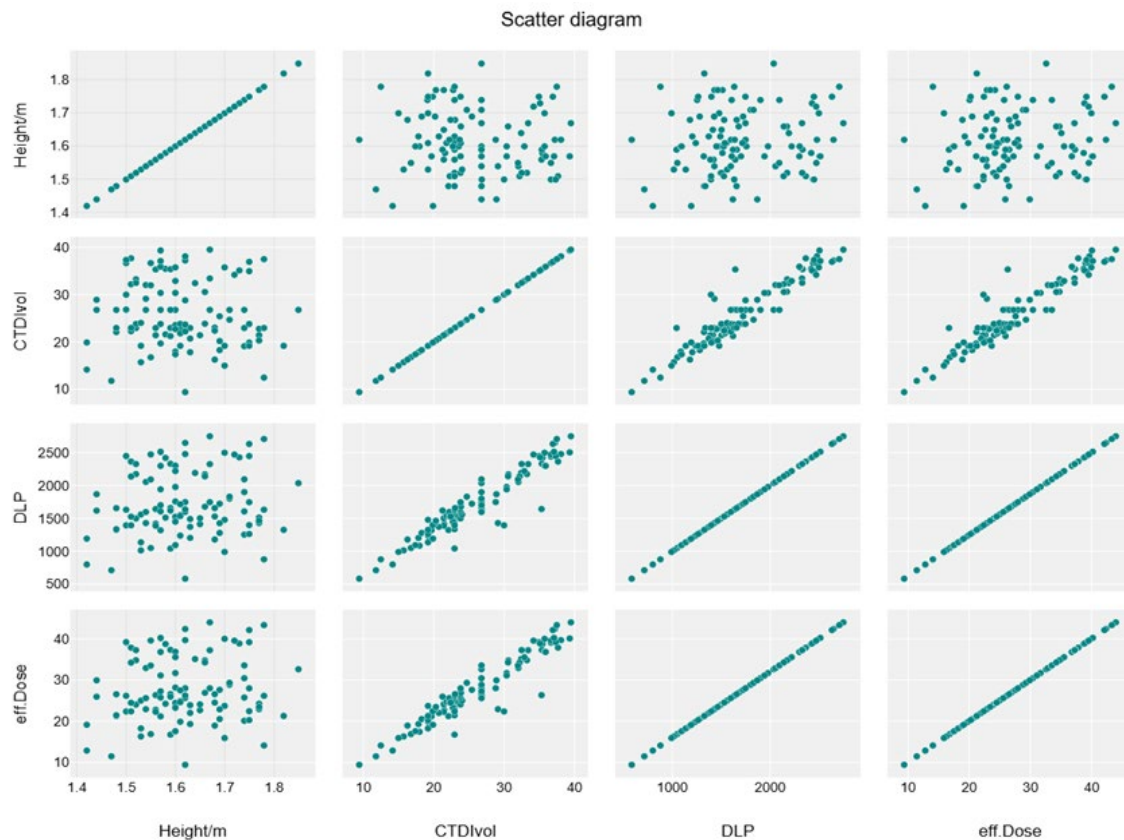 Scatter diagram
Height/m
1.8
1.7
1.6
1.5
1.4
CTDIvol
40
30
20
10
DLP
2500
2000
1500
1000
500
eff.Dose
40
30
20
10
1.4 1.5 1.6 1.7 1.8 10 20 30 40 1000 2000 10 20 30 40
Height/m CTDIvol DLP eff.Dose